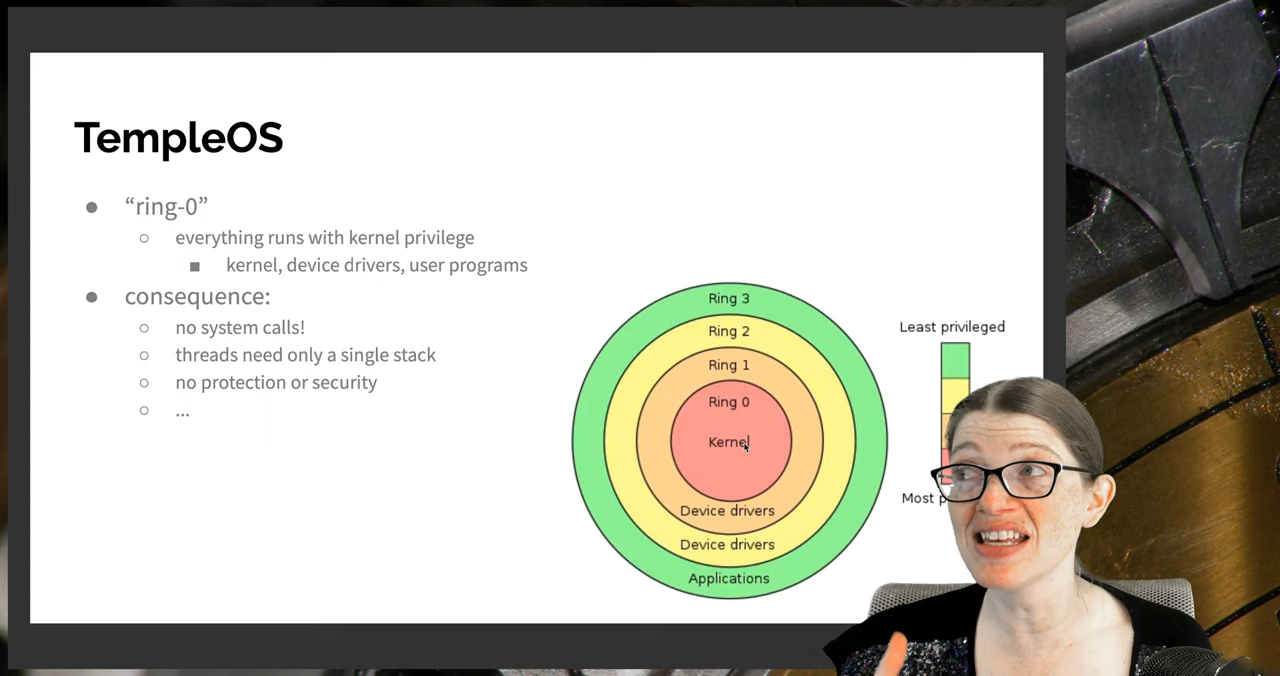 TempleOS
“ring-0”
everything runs with kernel privilege
kernel, device drivers, user programs
consequence:
no system calls!
threads need only a single stack
no protection or security
...
Ring 3
Ring 2
Ring 1
Ring 0
Kernel
Device drivers
Device drivers
Applications
Least privileged
Most